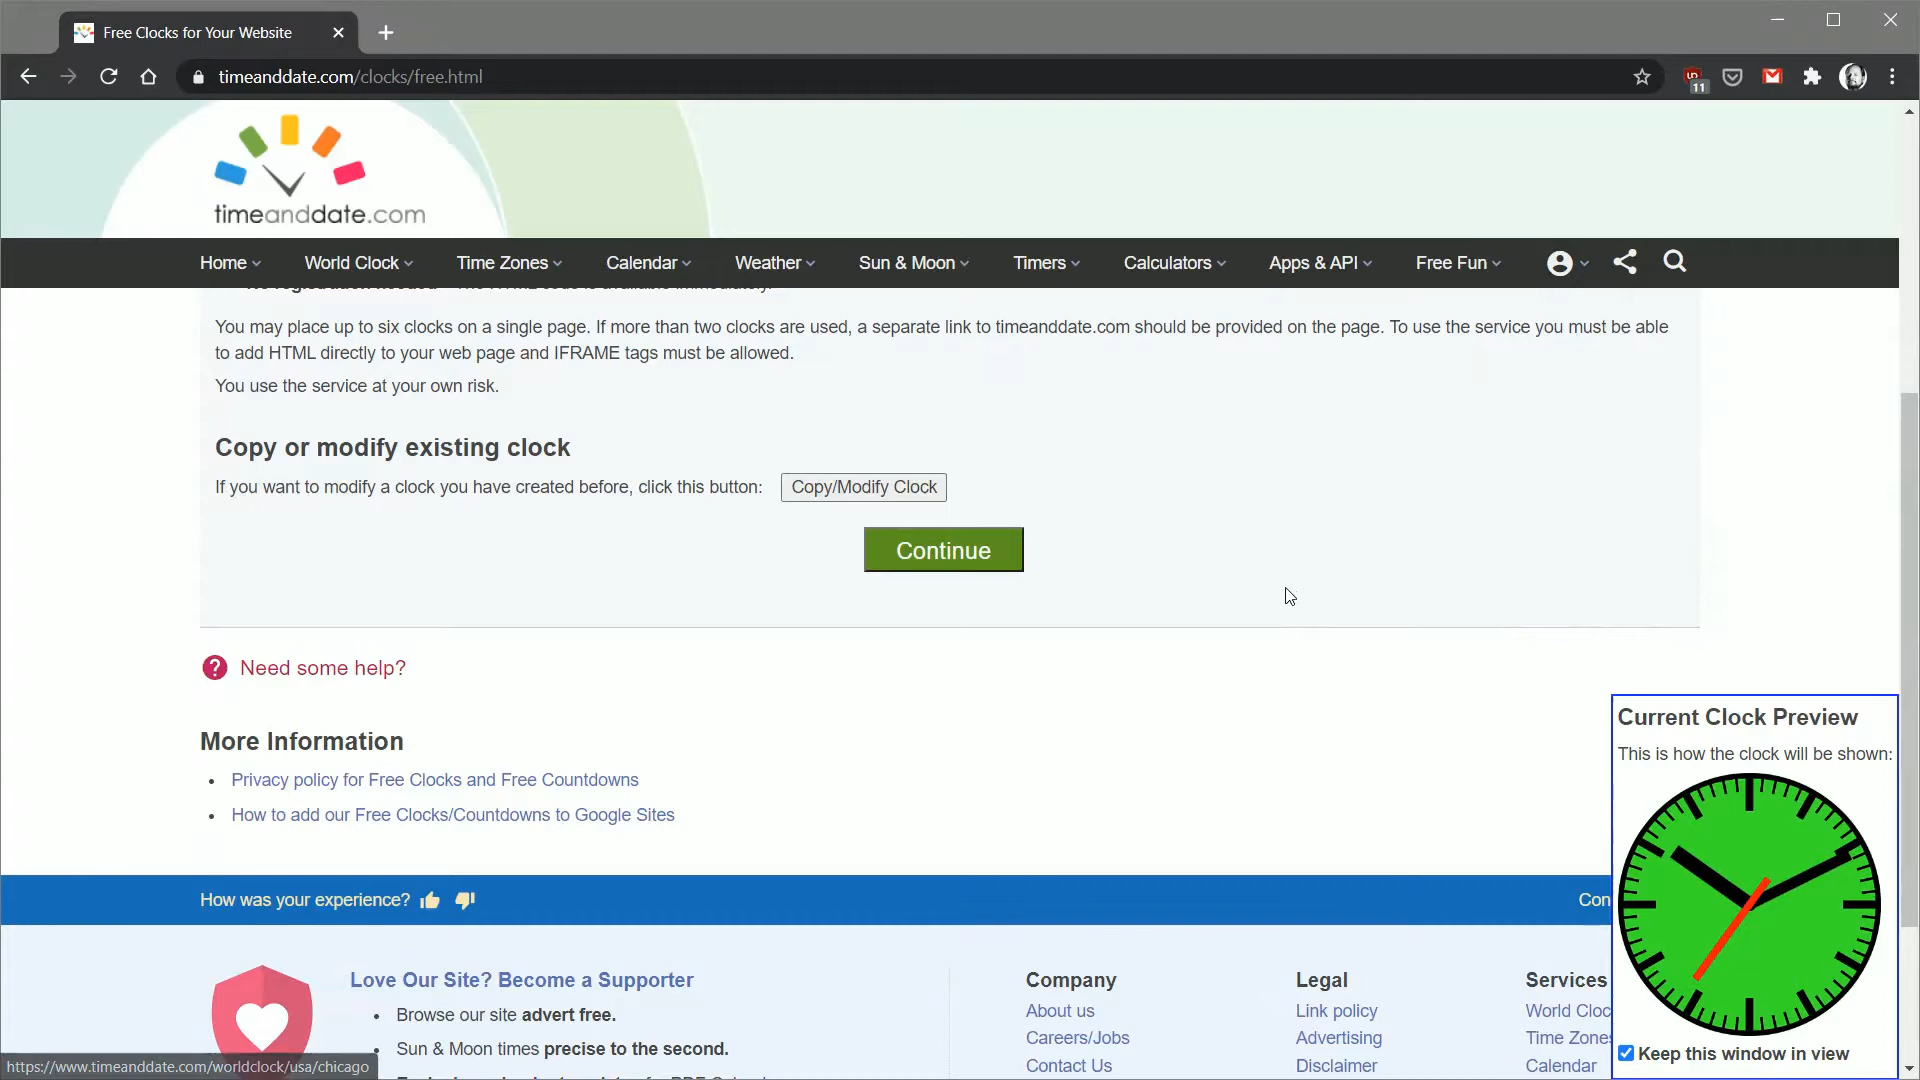 Free Clocks for Your Website
timeanddate.com/clocks/free.html
11
timeanddate.com
Home
World Clock
Time Zones
Calendar
Weather
Sun & Moon
Timers
Calculators
Apps & API
Free Fun
You may place up to six clocks on a single page. If more than two clocks are used, a separate link to timeanddate.com should be provided on the page. To use the service you must be able
to add HTML directly to your web page and IFRAME tags must be allowed.
You use the service at your own risk.
Copy or modify existing clock
If you want to modify a clock you have created before, click this button:
Copy/Modify Clock
Continue
? Need some help?
More Information
• Privacy policy for Free Clocks and Free Countdowns
• How to add our Free Clocks/Countdowns to Google Sites
Current Clock Preview
This is how the clock will be shown:
Keep this window in view
How was your experience?
Con
Love Our Site? Become a Supporter
• Browse our site advert free.
• Sun & Moon times precise to the second.
Company
About us
Careers/Jobs
Contact Us
Legal
Link policy
Advertising
Disclaimer
Services
World Cloc
Time Zones
Calendar
https://www.timeanddate.com/worldclock/usa/chicago